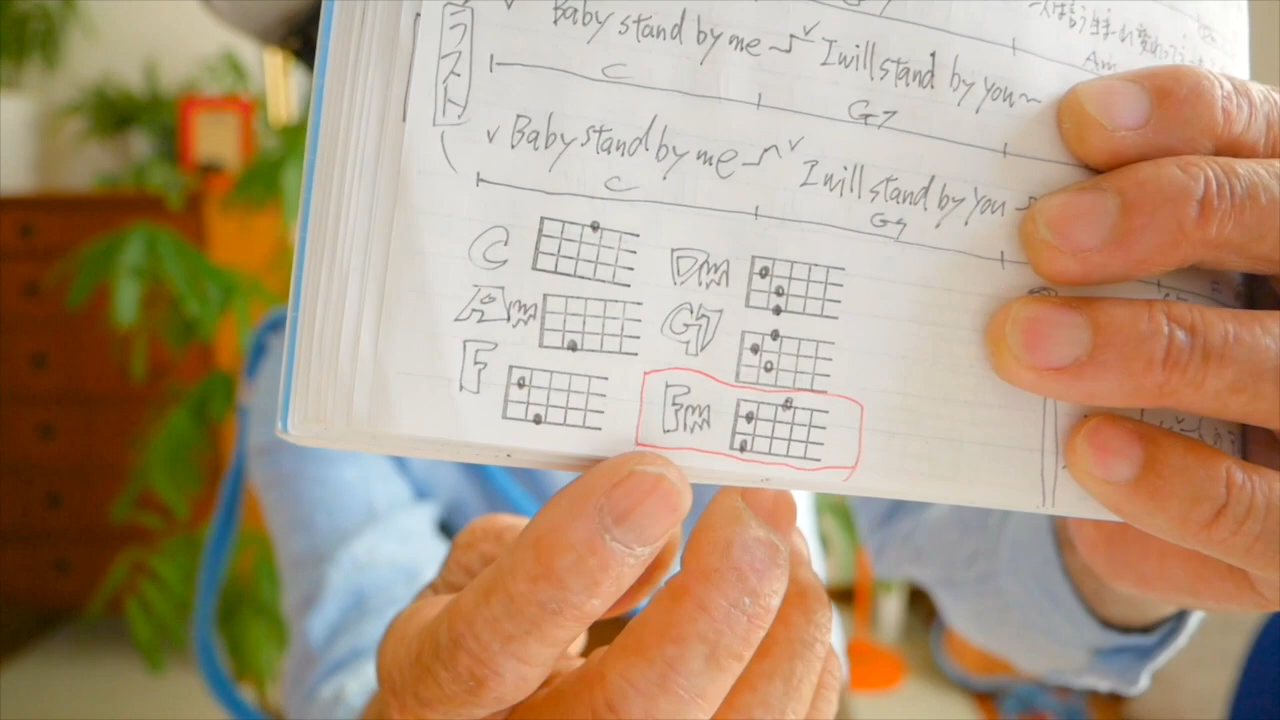 G7
Baby stand by me ~ I will stand by you~
ラスト
C G7 Am
Baby stand by me ~ I will stand by you ~
C G7
C Dm
Am G7
F Fm